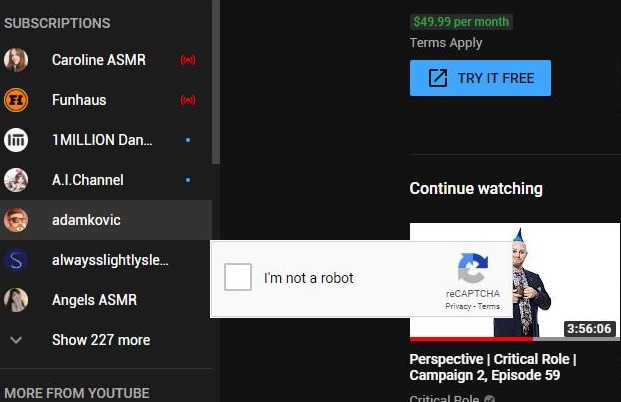 SUBSCRIPTIONS
Caroline ASMR
Funhaus
1MILLION Dan...
A.I.Channel
adamkovic
alwaysslightlysle...
Angels ASMR
Show 227 more
MORE FROM YOUTUBE
$49.99 per month
Terms Apply
TRY IT FREE
Continue watching
I'm not a robot
reCAPTCHA
Privacy - Terms
3:56:06
Perspective | Critical Role |
Campaign 2, Episode 59
Critical Role